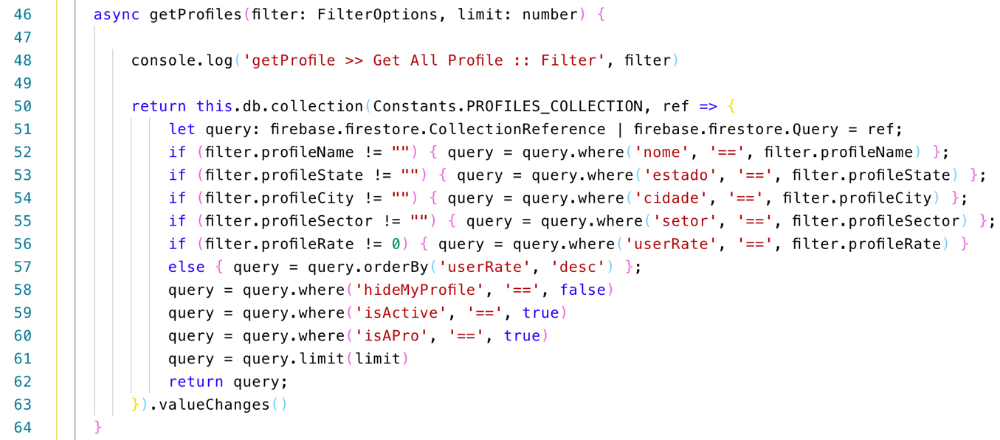 46 async getProfiles(filter: FilterOptions, limit: number) {
47
48 console.log('getProfile >> Get All Profile :: Filter', filter)
49
50 return this.db.collection(Constants.PROFILES_COLLECTION, ref => {
51 let query: firebase.firestore.CollectionReference | firebase.firestore.Query = ref;
52 if (filter.profileName != "") { query = query.where('nome', '==', filter.profileName) };
53 if (filter.profileState != "") { query = query.where('estado', '==', filter.profileState) };
54 if (filter.profileCity != "") { query = query.where('cidade', '==', filter.profileCity) };
55 if (filter.profileSector != "") { query = query.where('setor', '==', filter.profileSector) };
56 if (filter.profileRate != 0) { query = query.where('userRate', '==', filter.profileRate) }
57 else { query = query.orderBy('userRate', 'desc') };
58 query = query.where('hideMyProfile', '==', false)
59 query = query.where('isActive', '==', true)
60 query = query.where('isAPro', '==', true)
61 query = query.limit(limit)
62 return query;
63 }).valueChanges()
64 }